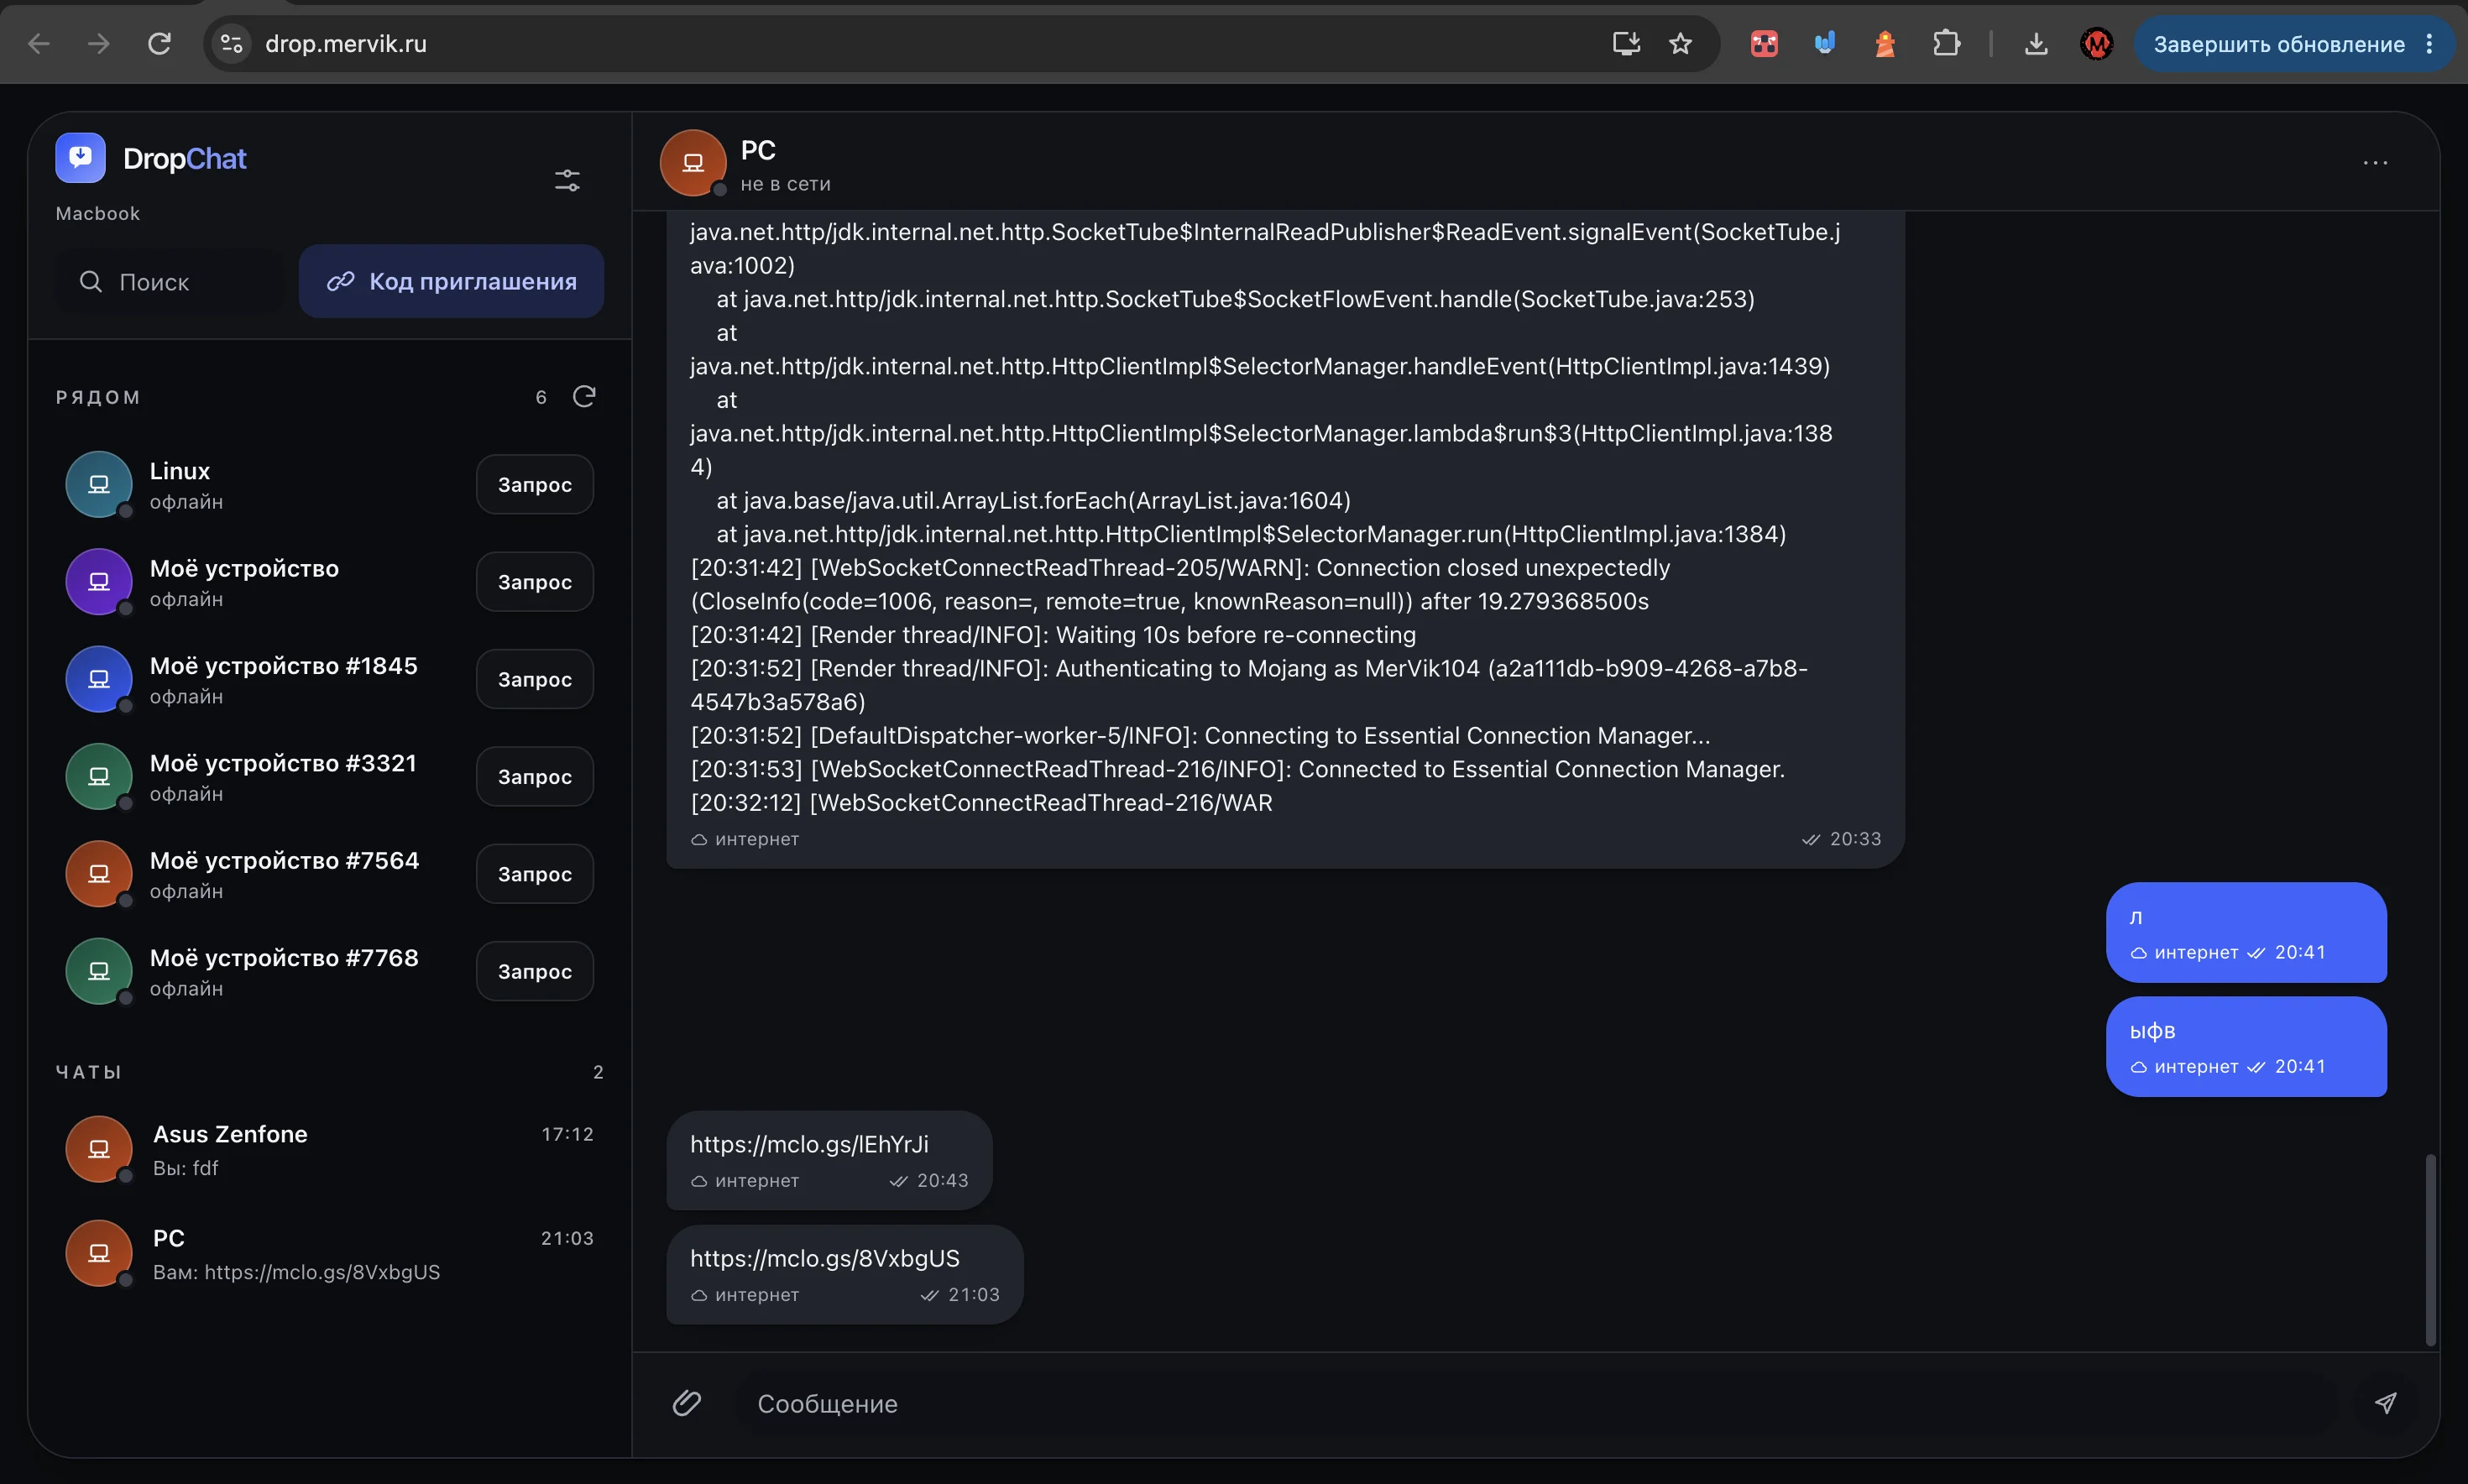 drop.mervik.ru
Завершить обновление
DropChat
Macbook
Поиск
Код приглашения
РЯДОМ 6
Linux
офлайн
Запрос
Моё устройство
офлайн
Запрос
Моё устройство #1845
офлайн
Запрос
Моё устройство #3321
офлайн
Запрос
Моё устройство #7564
офлайн
Запрос
Моё устройство #7768
офлайн
Запрос
ЧАТЫ 2
Asus Zenfone 17:12
Вы: fdf
PC 21:03
Вам: https://mclo.gs/8VxbgUS
PC
не в сети
java.net.http/jdk.internal.net.http.SocketTube$InternalReadPublisher$ReadEvent.signalEvent(SocketTube.j
ava:1002)
at java.net.http/jdk.internal.net.http.SocketTube$SocketFlowEvent.handle(SocketTube.java:253)
at
java.net.http/jdk.internal.net.http.HttpClientImpl$SelectorManager.handleEvent(HttpClientImpl.java:1439)
at
java.net.http/jdk.internal.net.http.HttpClientImpl$SelectorManager.lambda$run$3(HttpClientImpl.java:138
4)
at java.base/java.util.ArrayList.forEach(ArrayList.java:1604)
at java.net.http/jdk.internal.net.http.HttpClientImpl$SelectorManager.run(HttpClientImpl.java:1384)
[20:31:42] [WebSocketConnectReadThread-205/WARN]: Connection closed unexpectedly
(CloseInfo(code=1006, reason=, remote=true, knownReason=null)) after 19.279368500s
[20:31:42] [Render thread/INFO]: Waiting 10s before re-connecting
[20:31:52] [Render thread/INFO]: Authenticating to Mojang as MerVik104 (a2a111db-b909-4268-a7b8-
4547b3a578a6)
[20:31:52] [DefaultDispatcher-worker-5/INFO]: Connecting to Essential Connection Manager...
[20:31:53] [WebSocketConnectReadThread-216/INFO]: Connected to Essential Connection Manager.
[20:32:12] [WebSocketConnectReadThread-216/WAR
интернет 20:33
л
интернет 20:41
ыфв
интернет 20:41
https://mclo.gs/lEhYrJi
интернет 20:43
https://mclo.gs/8VxbgUS
интернет 21:03
Сообщение